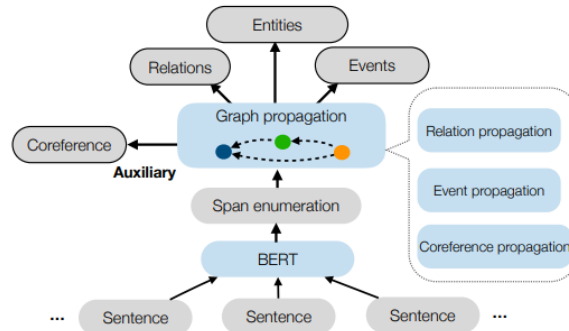 Entities
Relations
Events
Graph propagation
Relation propagation
Coreference
Auxiliary
Event propagation
Span enumeration
Coreference propagation
BERT
... Sentence Sentence Sentence ...